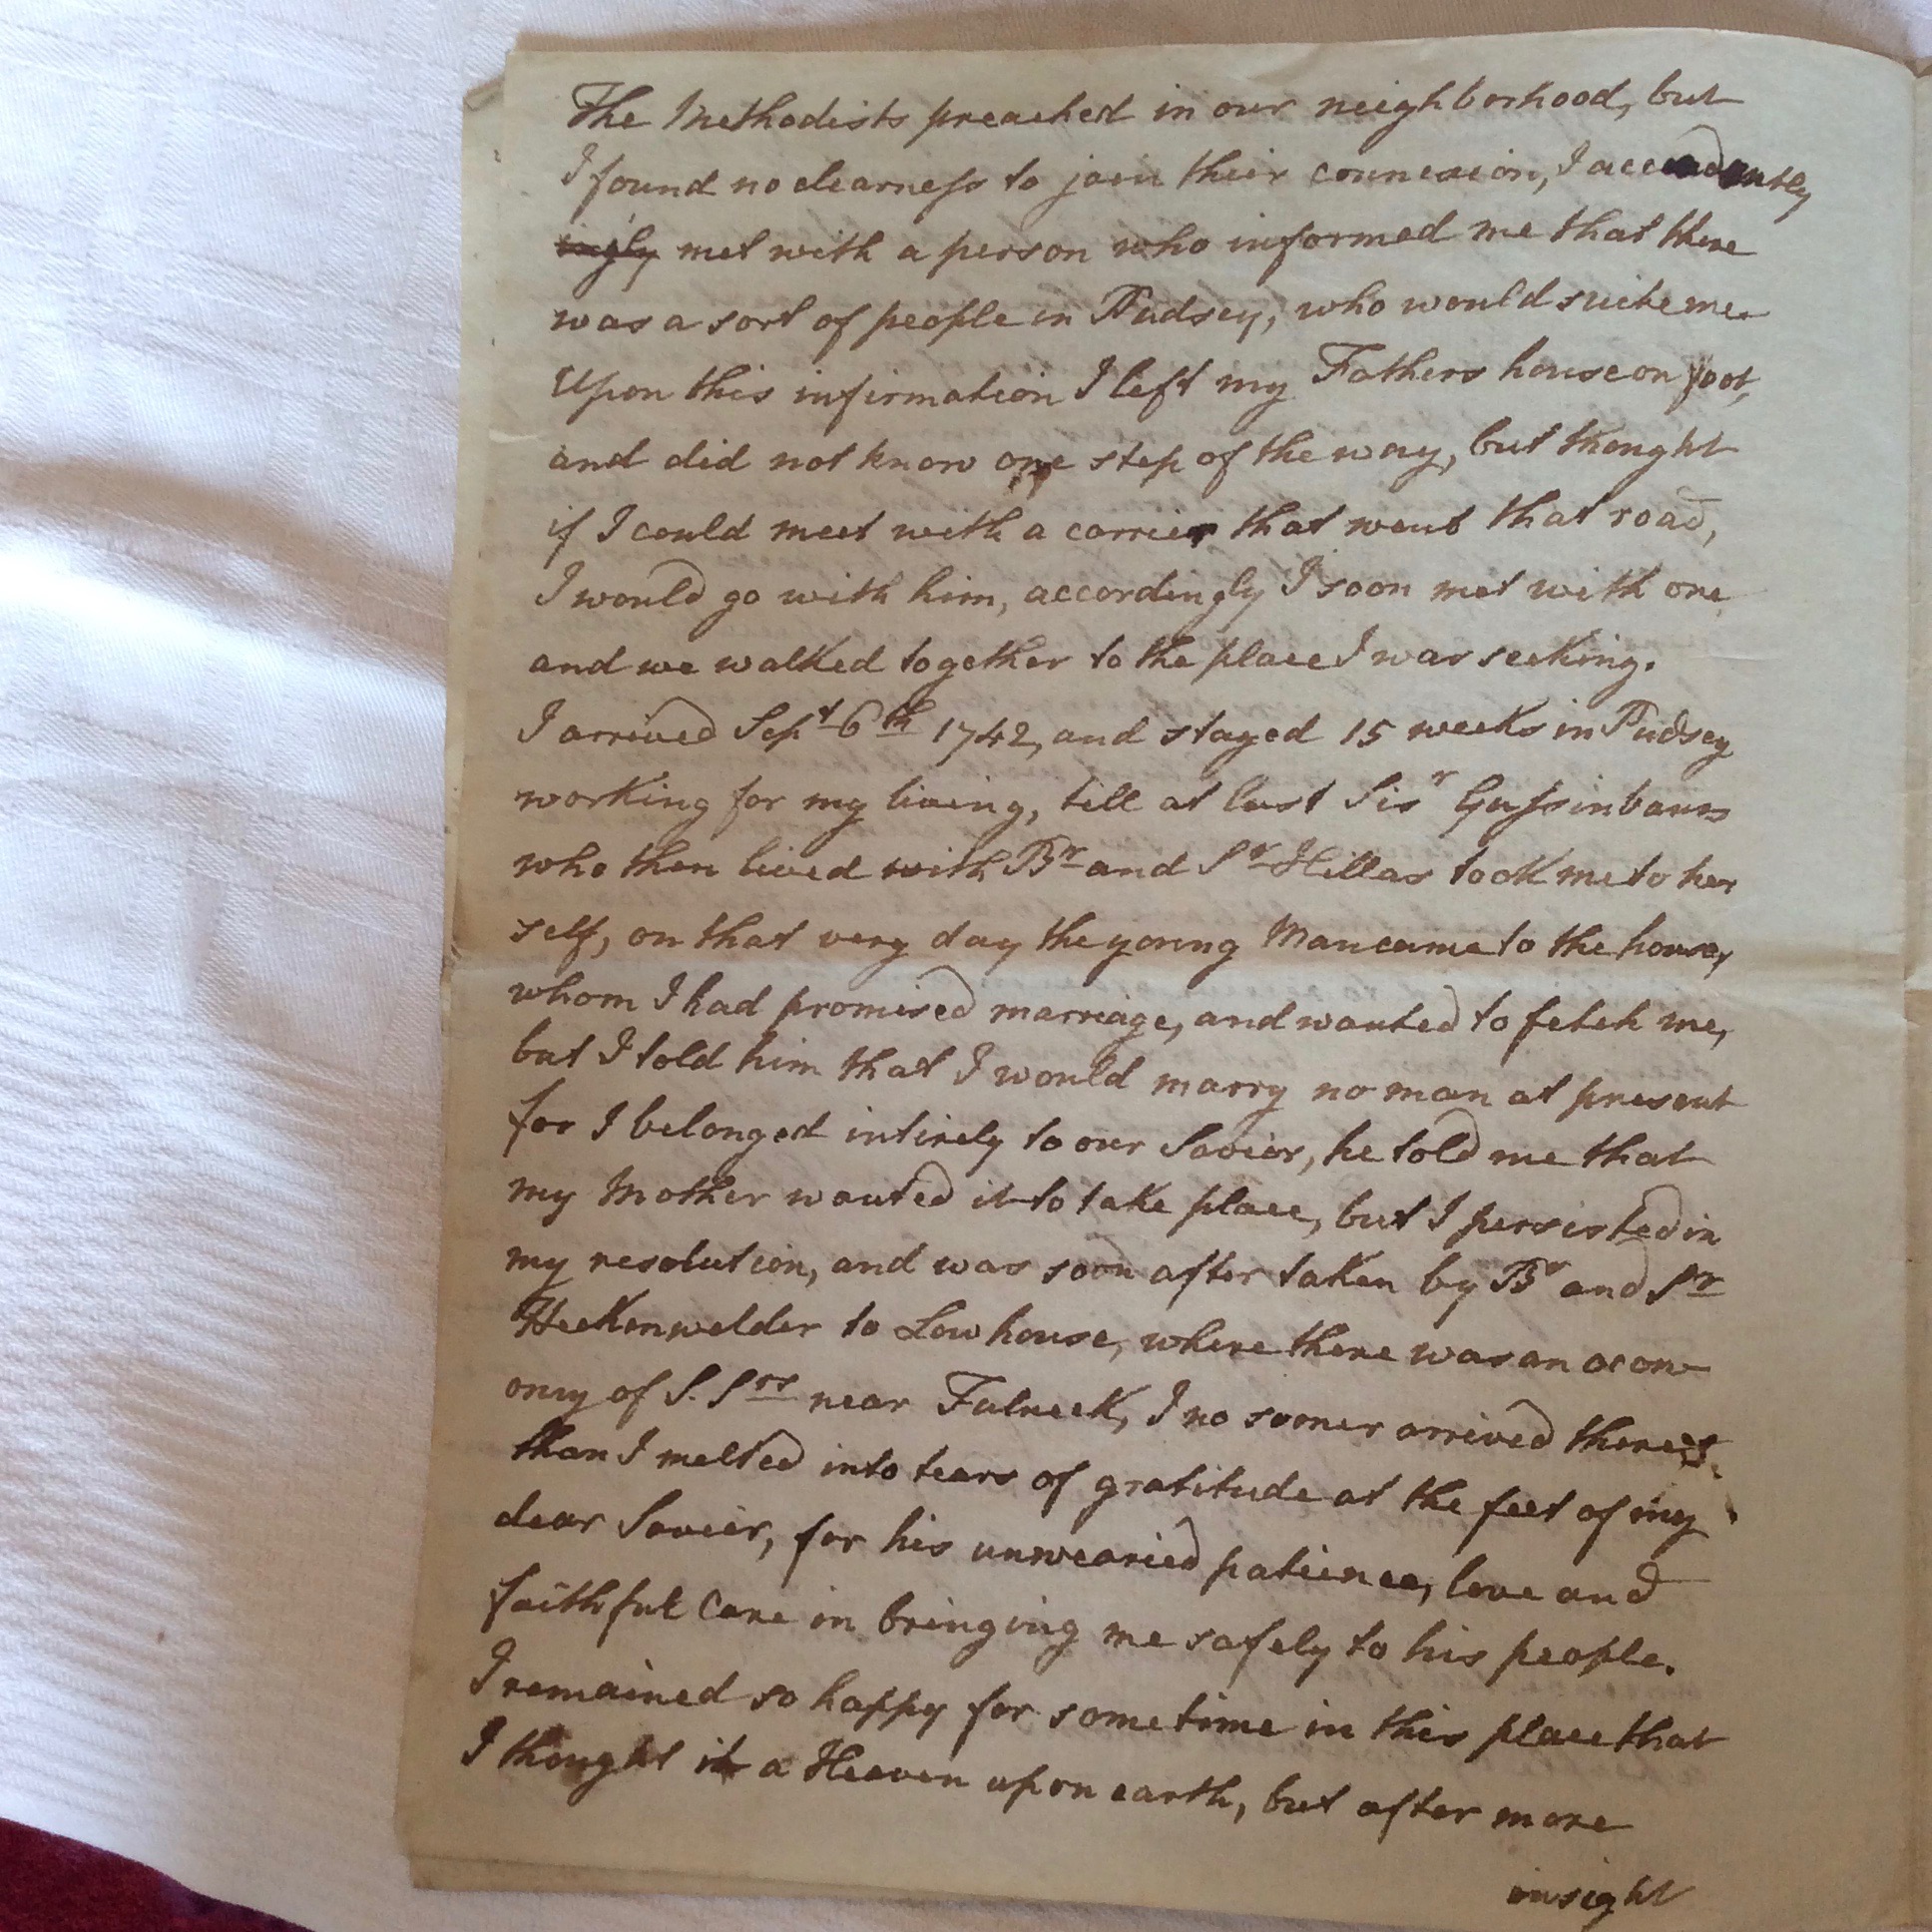 The Methodists preached in our neighborhood, but
I found no clearness to join their connexion, I accidantly
ingly met with a person who informed me that there
was a sort of people in Pudsey, who would suite me.
Upon this infirmation I left my Fathers house on foot,
and did not know one step of the way, but thought
if I could meet with a carrier that went that road,
I would go with him, accordingly I soon met with one
and we walked together to the place I was seeking.
I arrived Sept 6th 1742, and stayed 15 weeks in Pudsey
working for my living, till at last Sisr Gussinbauer
who then lived with Br and Sr Hillas took me to her
self, on that very day the young Man came to the house,
whom I had promised marriage, and wanted to fetch me,
but I told him that I would marry no man at present
for I belonged intirely to our Savior, he told me that
my Mother wanted it to take place, but I persisted in
my resolution, and was soon after taken by Br and Sr
Heckenwelder to Lowhouse, where there was an œcon-
omy of S. Srs near Fulneck, I no sooner arrived there
than I melted into tears of gratitude at the feet of my
dear Savior, for his unwearied patience, love and
faithful Care in bringing me safely to his people.
I remained so happy for some time in this place that
I thought it a Heaven upon earth, but after more
insight